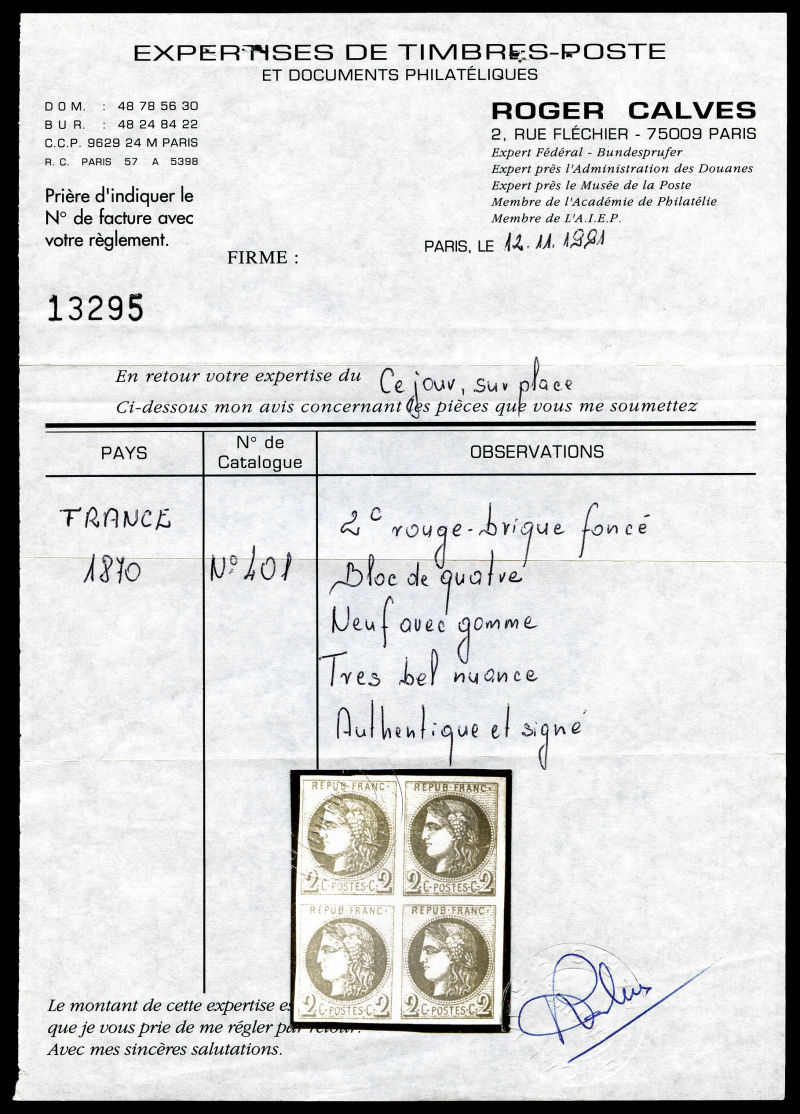 EXPERTISES DE TIMBRES-POSTE
ET DOCUMENTS PHILATÉLIQUES
DOM. : 48 78 56 30
BUR. : 48 24 84 22
C.C.P. 9629 24 M PARIS
R.C. PARIS 57 A 5398
ROGER CALVES
2, RUE FLÉCHIER - 75009 PARIS
Expert Fédéral - Bundesprufer
Expert près l'Administration des Douanes
Expert près le Musée de la Poste
Membre de l'Académie de Philatélie
Membre de L'A.I.E.P.
Prière d'indiquer le
N° de facture avec
votre règlement.
FIRME :
PARIS, LE 12.11.1991
13295
En retour votre expertise du Ce jour, sur place
Ci-dessous mon avis concernant les pièces que vous me soumettez
PAYS
N° de
Catalogue
OBSERVATIONS
FRANCE
1870
N° 40I
2c rouge-brique foncé
Bloc de quatre
Neuf avec gomme
Tres bel nuance
Authentique et signé
REPUB·FRANC· REPUB·FRANC·
2 C·POSTES·C· 2 2 C·POSTES·C· 2
REPUB·FRANC· REPUB·FRANC·
2 C·POSTES·C· 2 2 C·POSTES·C· 2
Le montant de cette expertise es
que je vous prie de me régler par retour.
Avec mes sincères salutations.